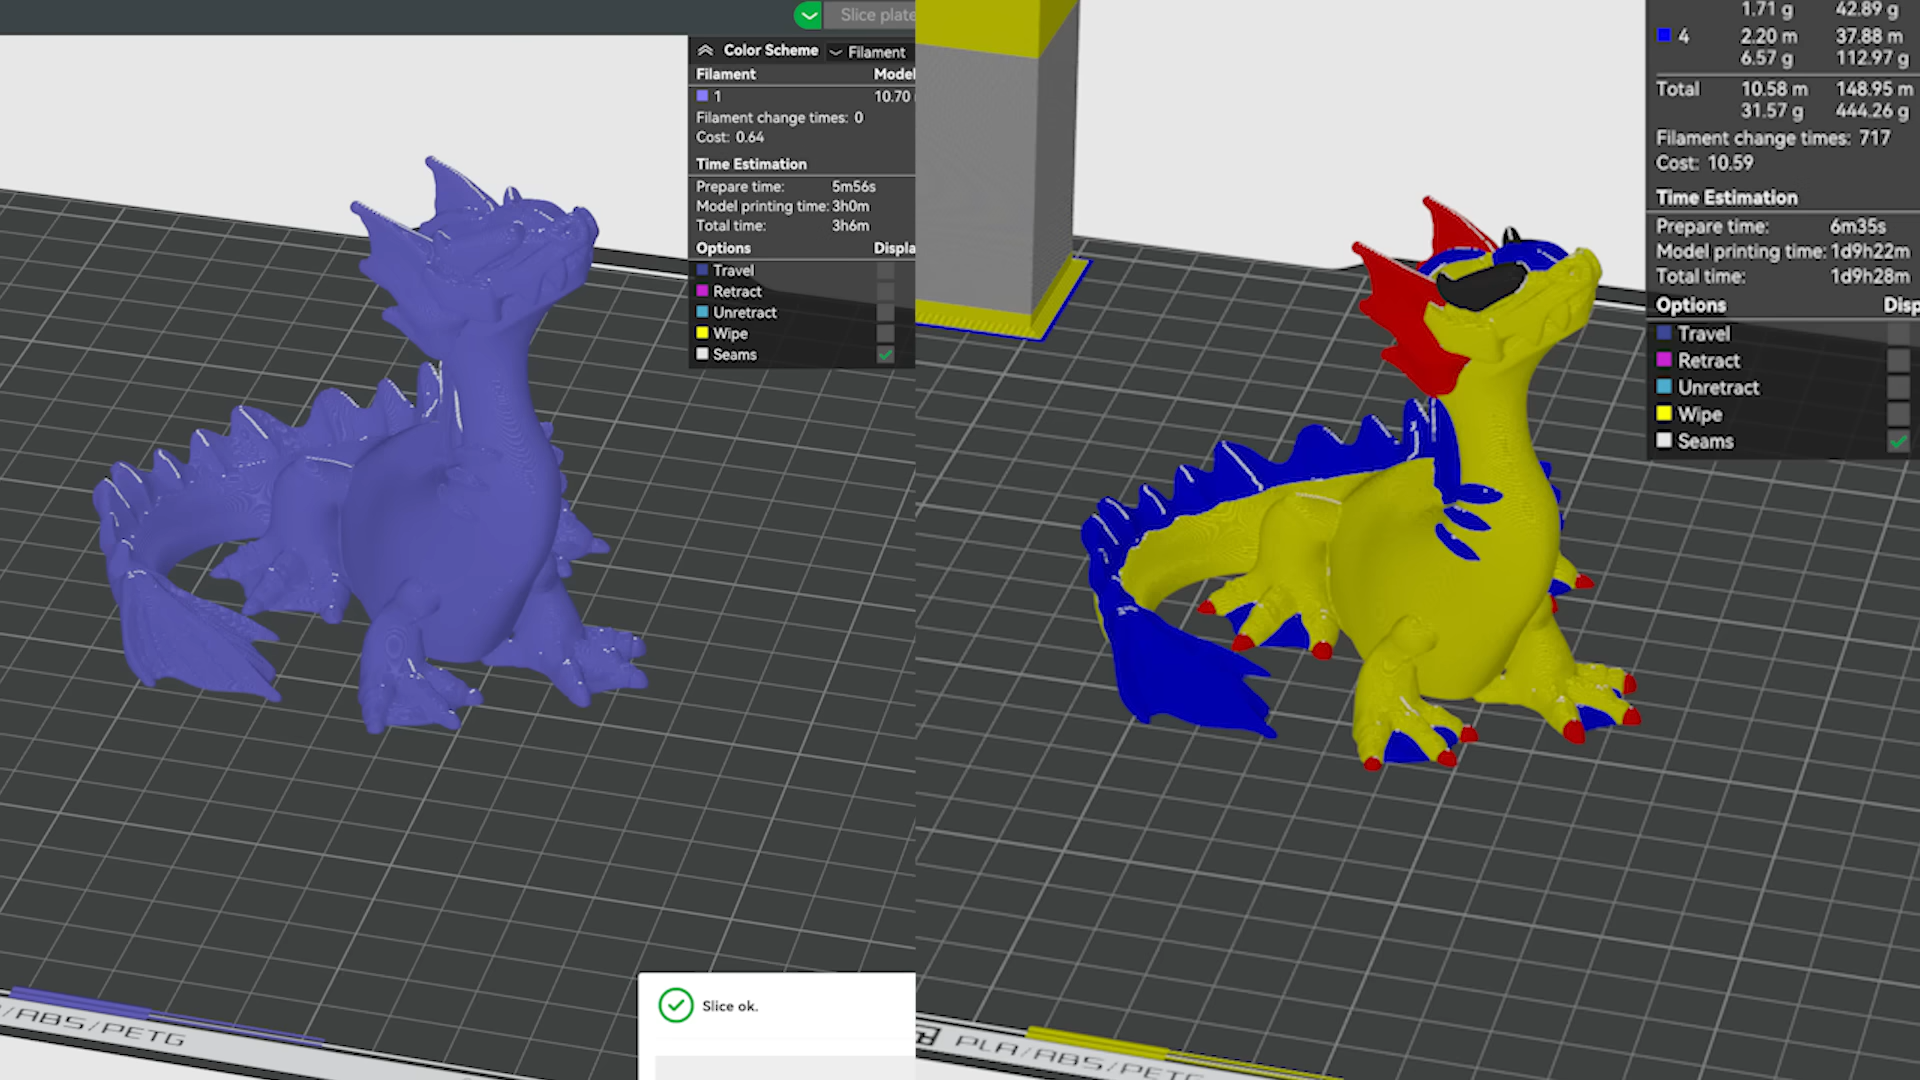 Slice plate
Color Scheme Filament
Filament Model
1 10.70
Filament change times: 0
Cost: 0.64
Time Estimation
Prepare time: 5m56s
Model printing time: 3h0m
Total time: 3h6m
Options Displa
Travel
Retract
Unretract
Wipe
Seams
/ABS/PETG
Slice ok.
1.71 g 42.89 g
4 2.20 m 37.88 m
6.57 g 112.97 g
Total 10.58 m 148.95 m
31.57 g 444.26 g
Filament change times: 717
Cost: 10.59
Time Estimation
Prepare time: 6m35s
Model printing time: 1d9h22m
Total time: 1d9h28m
Options Disp
Travel
Retract
Unretract
Wipe
Seams
PLA/ABS/PETG